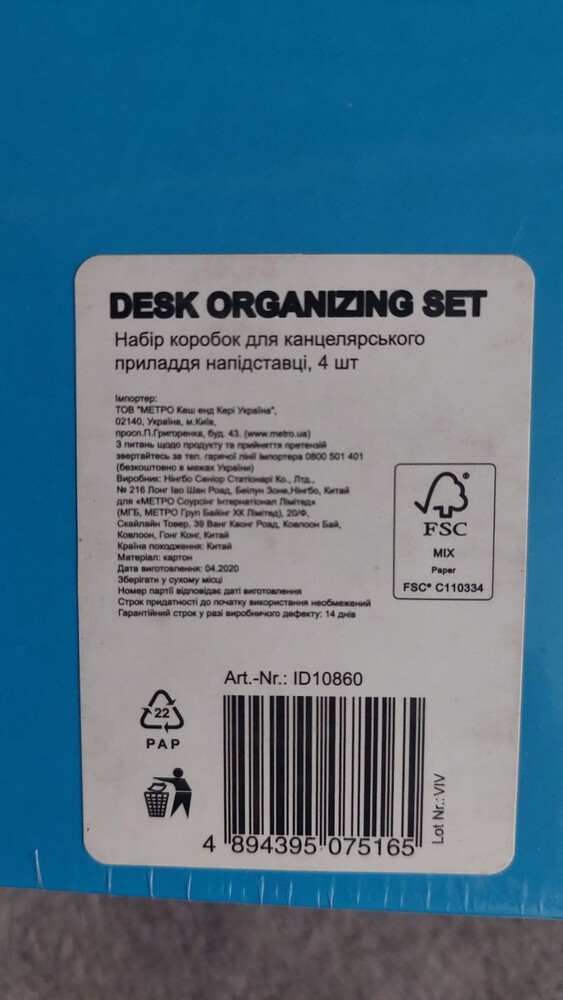 DESK ORGANIZING SET
Набір коробок для канцелярського
приладдя напідставці, 4 шт
Імпортер:
ТОВ "МЕТРО Кеш енд Кері Україна",
02140, Україна, м.Київ,
просп.П.Григоренка, буд. 43. (www.metro.ua)
З питань щодо продукту та прийняття претензій
звертайтесь за тел. гарячої лінії імпортера 0800 501 401
(безкоштовно в межах України)
Виробник: Нінгбо Сеніор Статіонарі Ко., Лтд.,
№ 216 Лонг Іао Шан Роад, Беілун Зоне,Нінгбо, Китай
для «МЕТРО Соурсінг Інтернаціонал Лімітед»
(МГБ, МЕТРО Груп Байінг ХК Лімітед), 20/Ф,
Скайлайн Товер, 39 Ванг Квонг Роад, Ковлоон Бай,
Ковлоон, Гонг Конг, Китай
Країна походження: Китай
Матеріал: картон
Дата виготовлення: 04.2020
Зберігати у сухому місці
Номер партії відповідає даті виготовлення
Строк придатності до початку використання необмежений
Гарантійний строк у разі виробничого дефекту: 14 днів
®
FSC
MIX
Paper
FSC® C110334
Art.-Nr.: ID10860
22
PAP
Lot Nr.: VIV
4 894395 075165